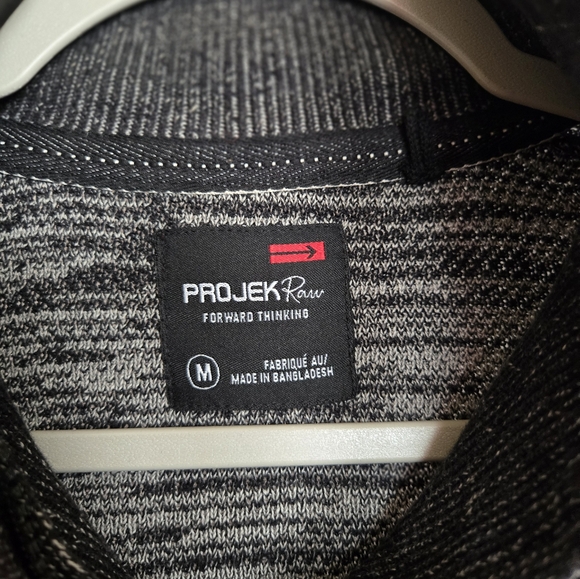 PROJEK Raw
FORWARD THINKING
M
FABRIQUÉ AU/
MADE IN BANGLADESH